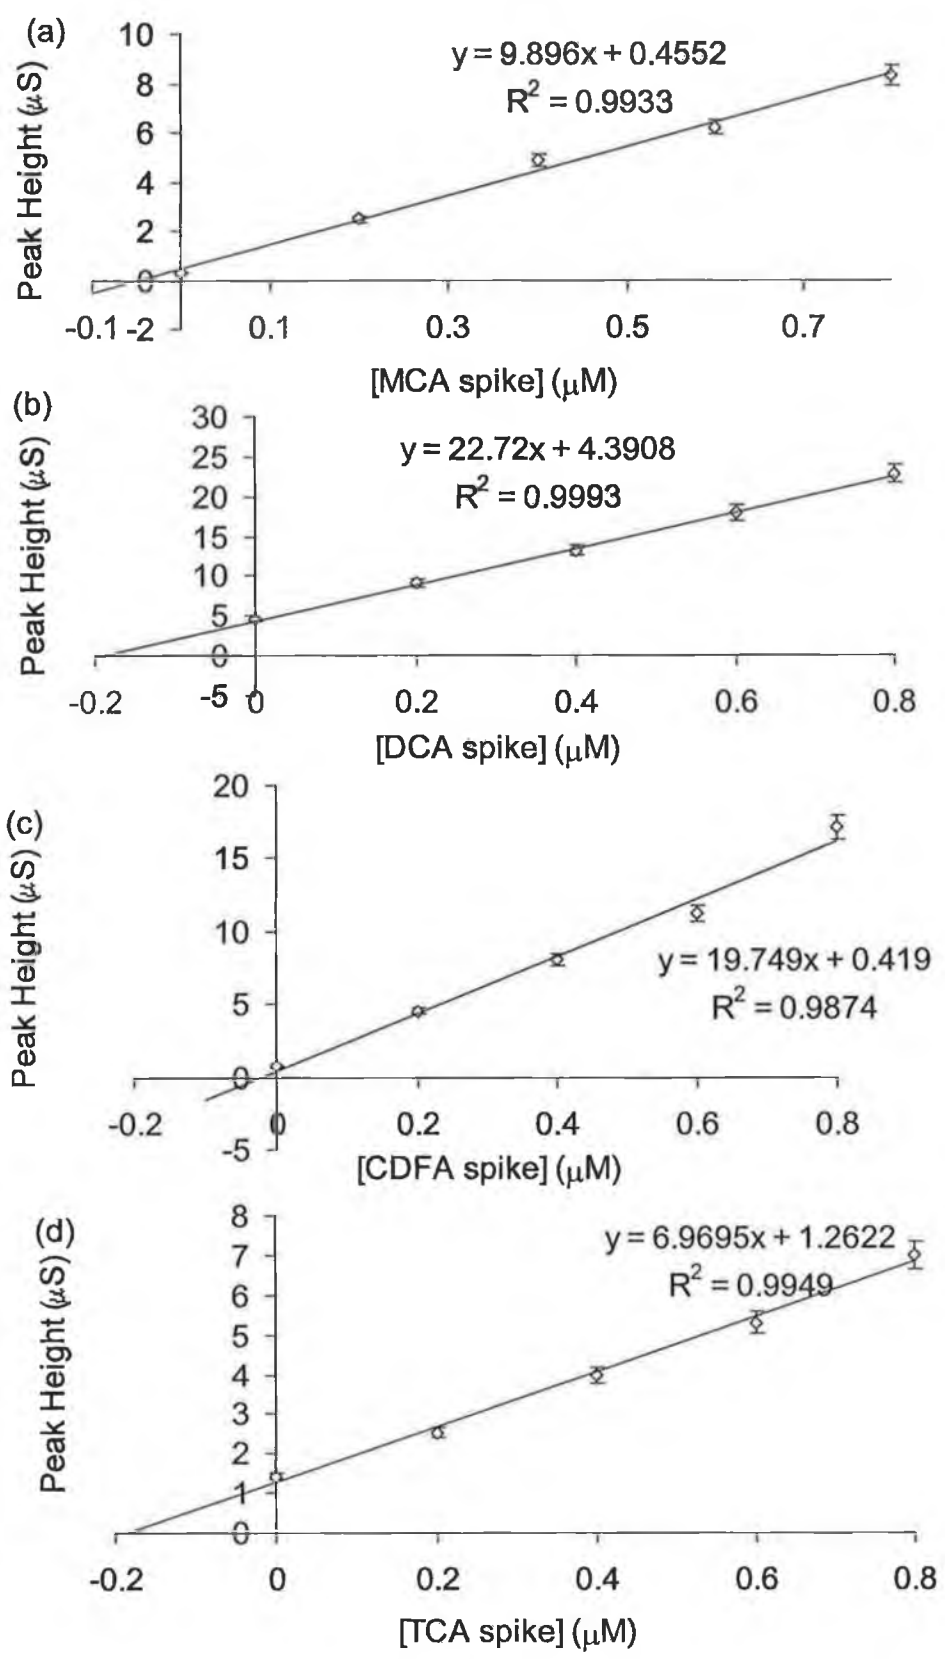 (a)
10
8
6
4
2
0
-2
Peak Height (μS)
y = 9.896x + 0.4552
R² = 0.9933
-0.1
0.1
0.3
0.5
0.7
[MCA spike] (μM)
(b)
30
25
20
15
10
5
0
-5
Peak Height (μS)
y = 22.72x + 4.3908
R² = 0.9993
-0.2
0
0.2
0.4
0.6
0.8
[DCA spike] (μM)
(c)
20
15
10
5
0
-5
Peak Height (μS)
y = 19.749x + 0.419
R² = 0.9874
-0.2
0
0.2
0.4
0.6
0.8
[CDFA spike] (μM)
(d)
8
7
6
5
4
3
2
1
0
Peak Height (μS)
y = 6.9695x + 1.2622
R² = 0.9949
-0.2
0
0.2
0.4
0.6
0.8
[TCA spike] (μM)